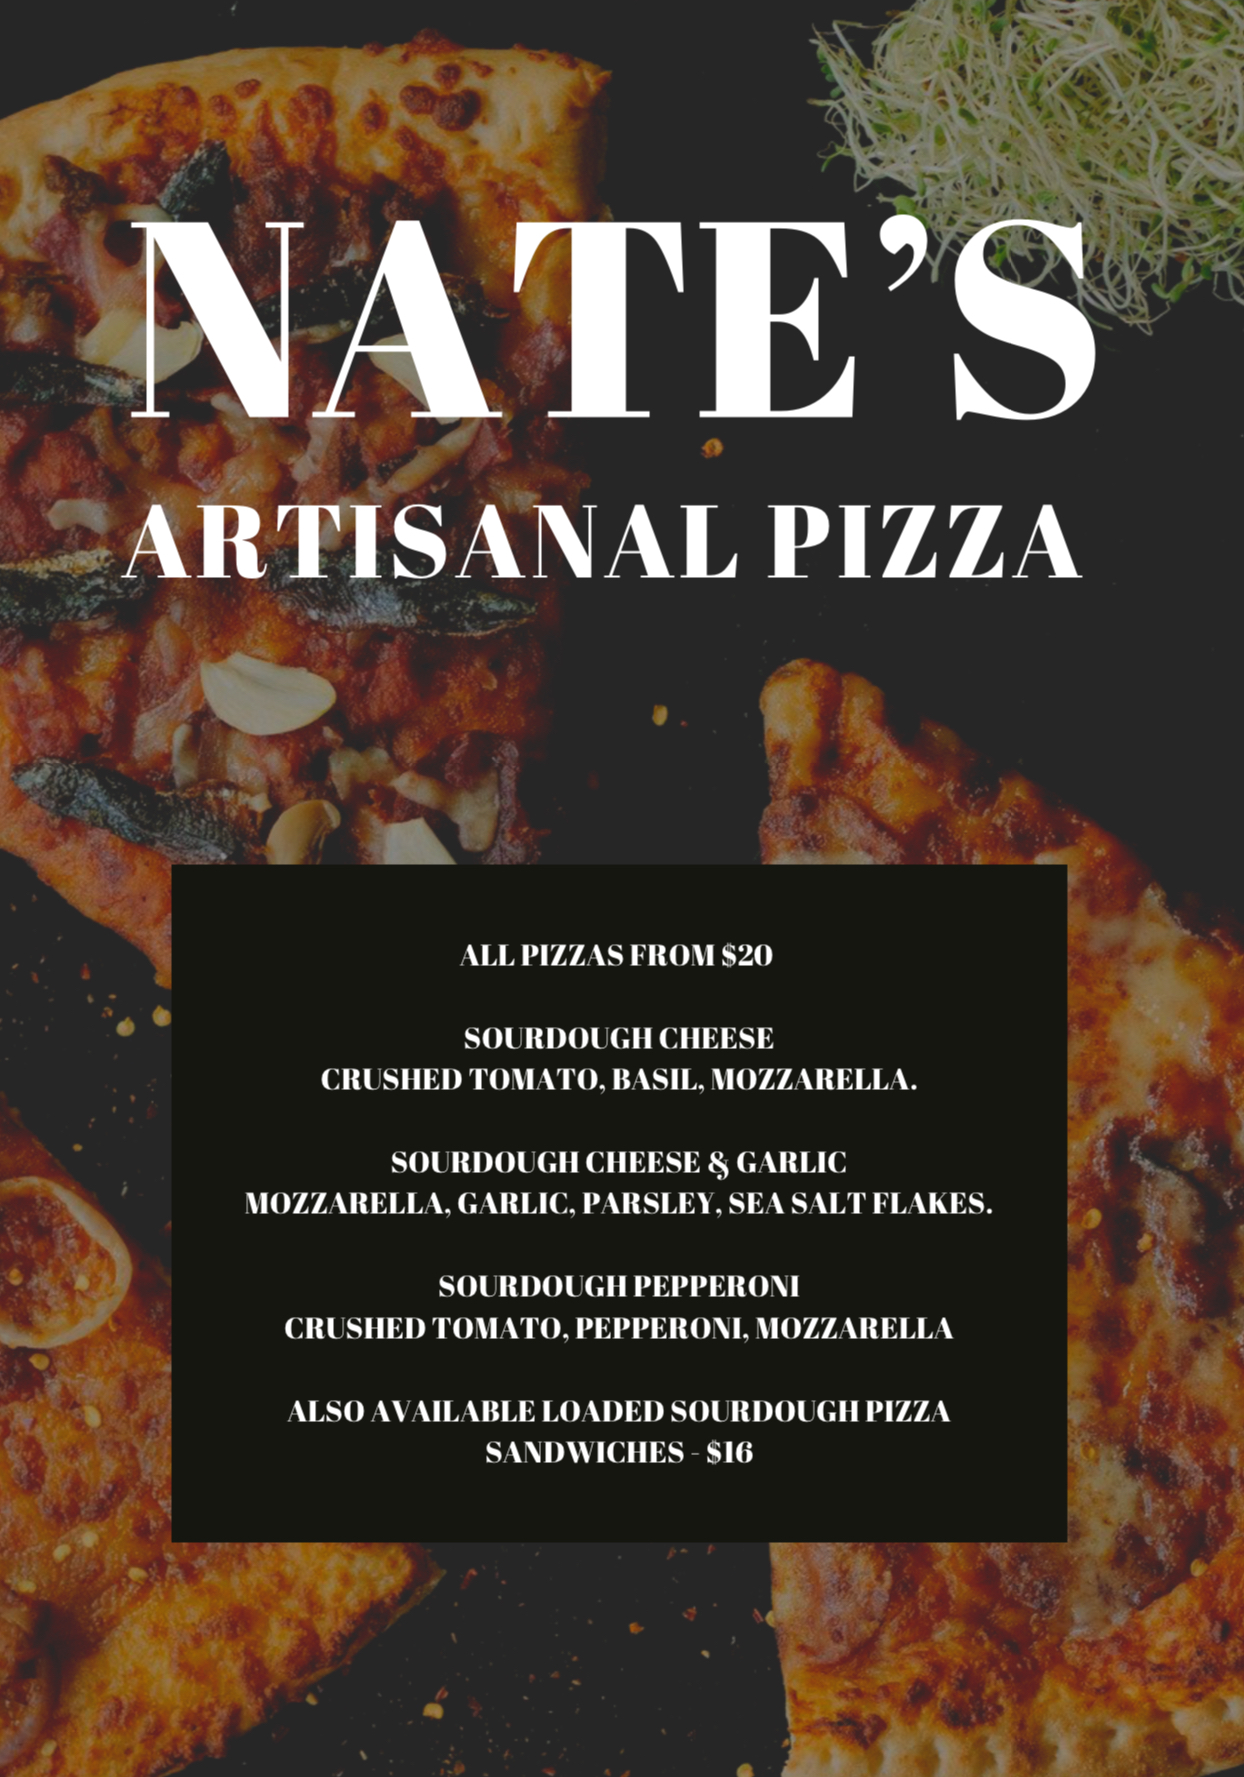 NATE’S
ARTISANAL PIZZA
ALL PIZZAS FROM $20
SOURDOUGH CHEESE
CRUSHED TOMATO, BASIL, MOZZARELLA.
SOURDOUGH CHEESE & GARLIC
MOZZARELLA, GARLIC, PARSLEY, SEA SALT FLAKES.
SOURDOUGH PEPPERONI
CRUSHED TOMATO, PEPPERONI, MOZZARELLA
ALSO AVAILABLE LOADED SOURDOUGH PIZZA
SANDWICHES - $16